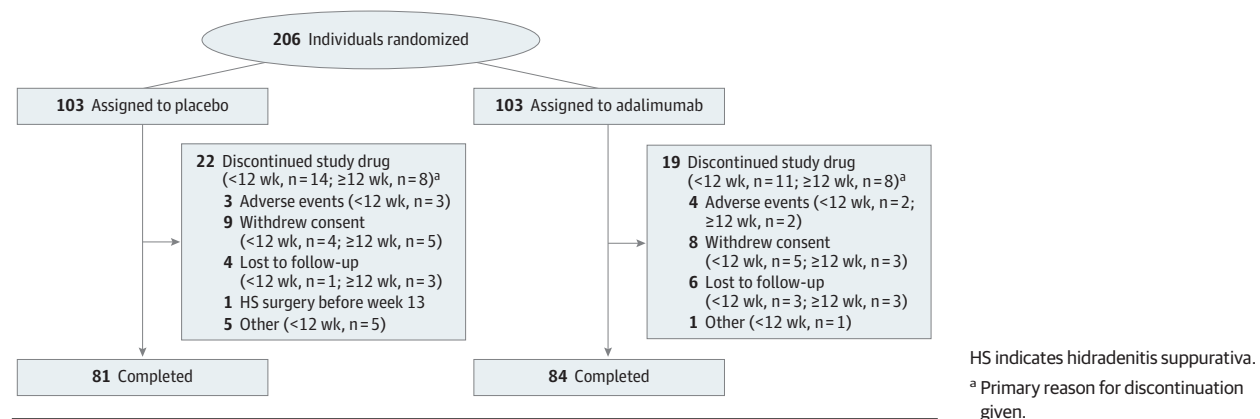 206 Individuals randomized
103 Assigned to placebo
103 Assigned to adalimumab
22 Discontinued study drug
(<12 wk, n=14; ≥12 wk, n=8)a
3 Adverse events (<12 wk, n=3)
9 Withdrew consent
(<12 wk, n=4; ≥12 wk, n=5)
4 Lost to follow-up
(<12 wk, n=1; ≥12 wk, n=3)
1 HS surgery before week 13
5 Other (<12 wk, n=5)
19 Discontinued study drug
(<12 wk, n=11; ≥12 wk, n=8)a
4 Adverse events (<12 wk, n=2;
≥12 wk, n=2)
8 Withdrew consent
(<12 wk, n=5; ≥12 wk, n=3)
6 Lost to follow-up
(<12 wk, n=3; ≥12 wk, n=3)
1 Other (<12 wk, n=1)
81 Completed
84 Completed
HS indicates hidradenitis suppurativa.
a Primary reason for discontinuation
given.